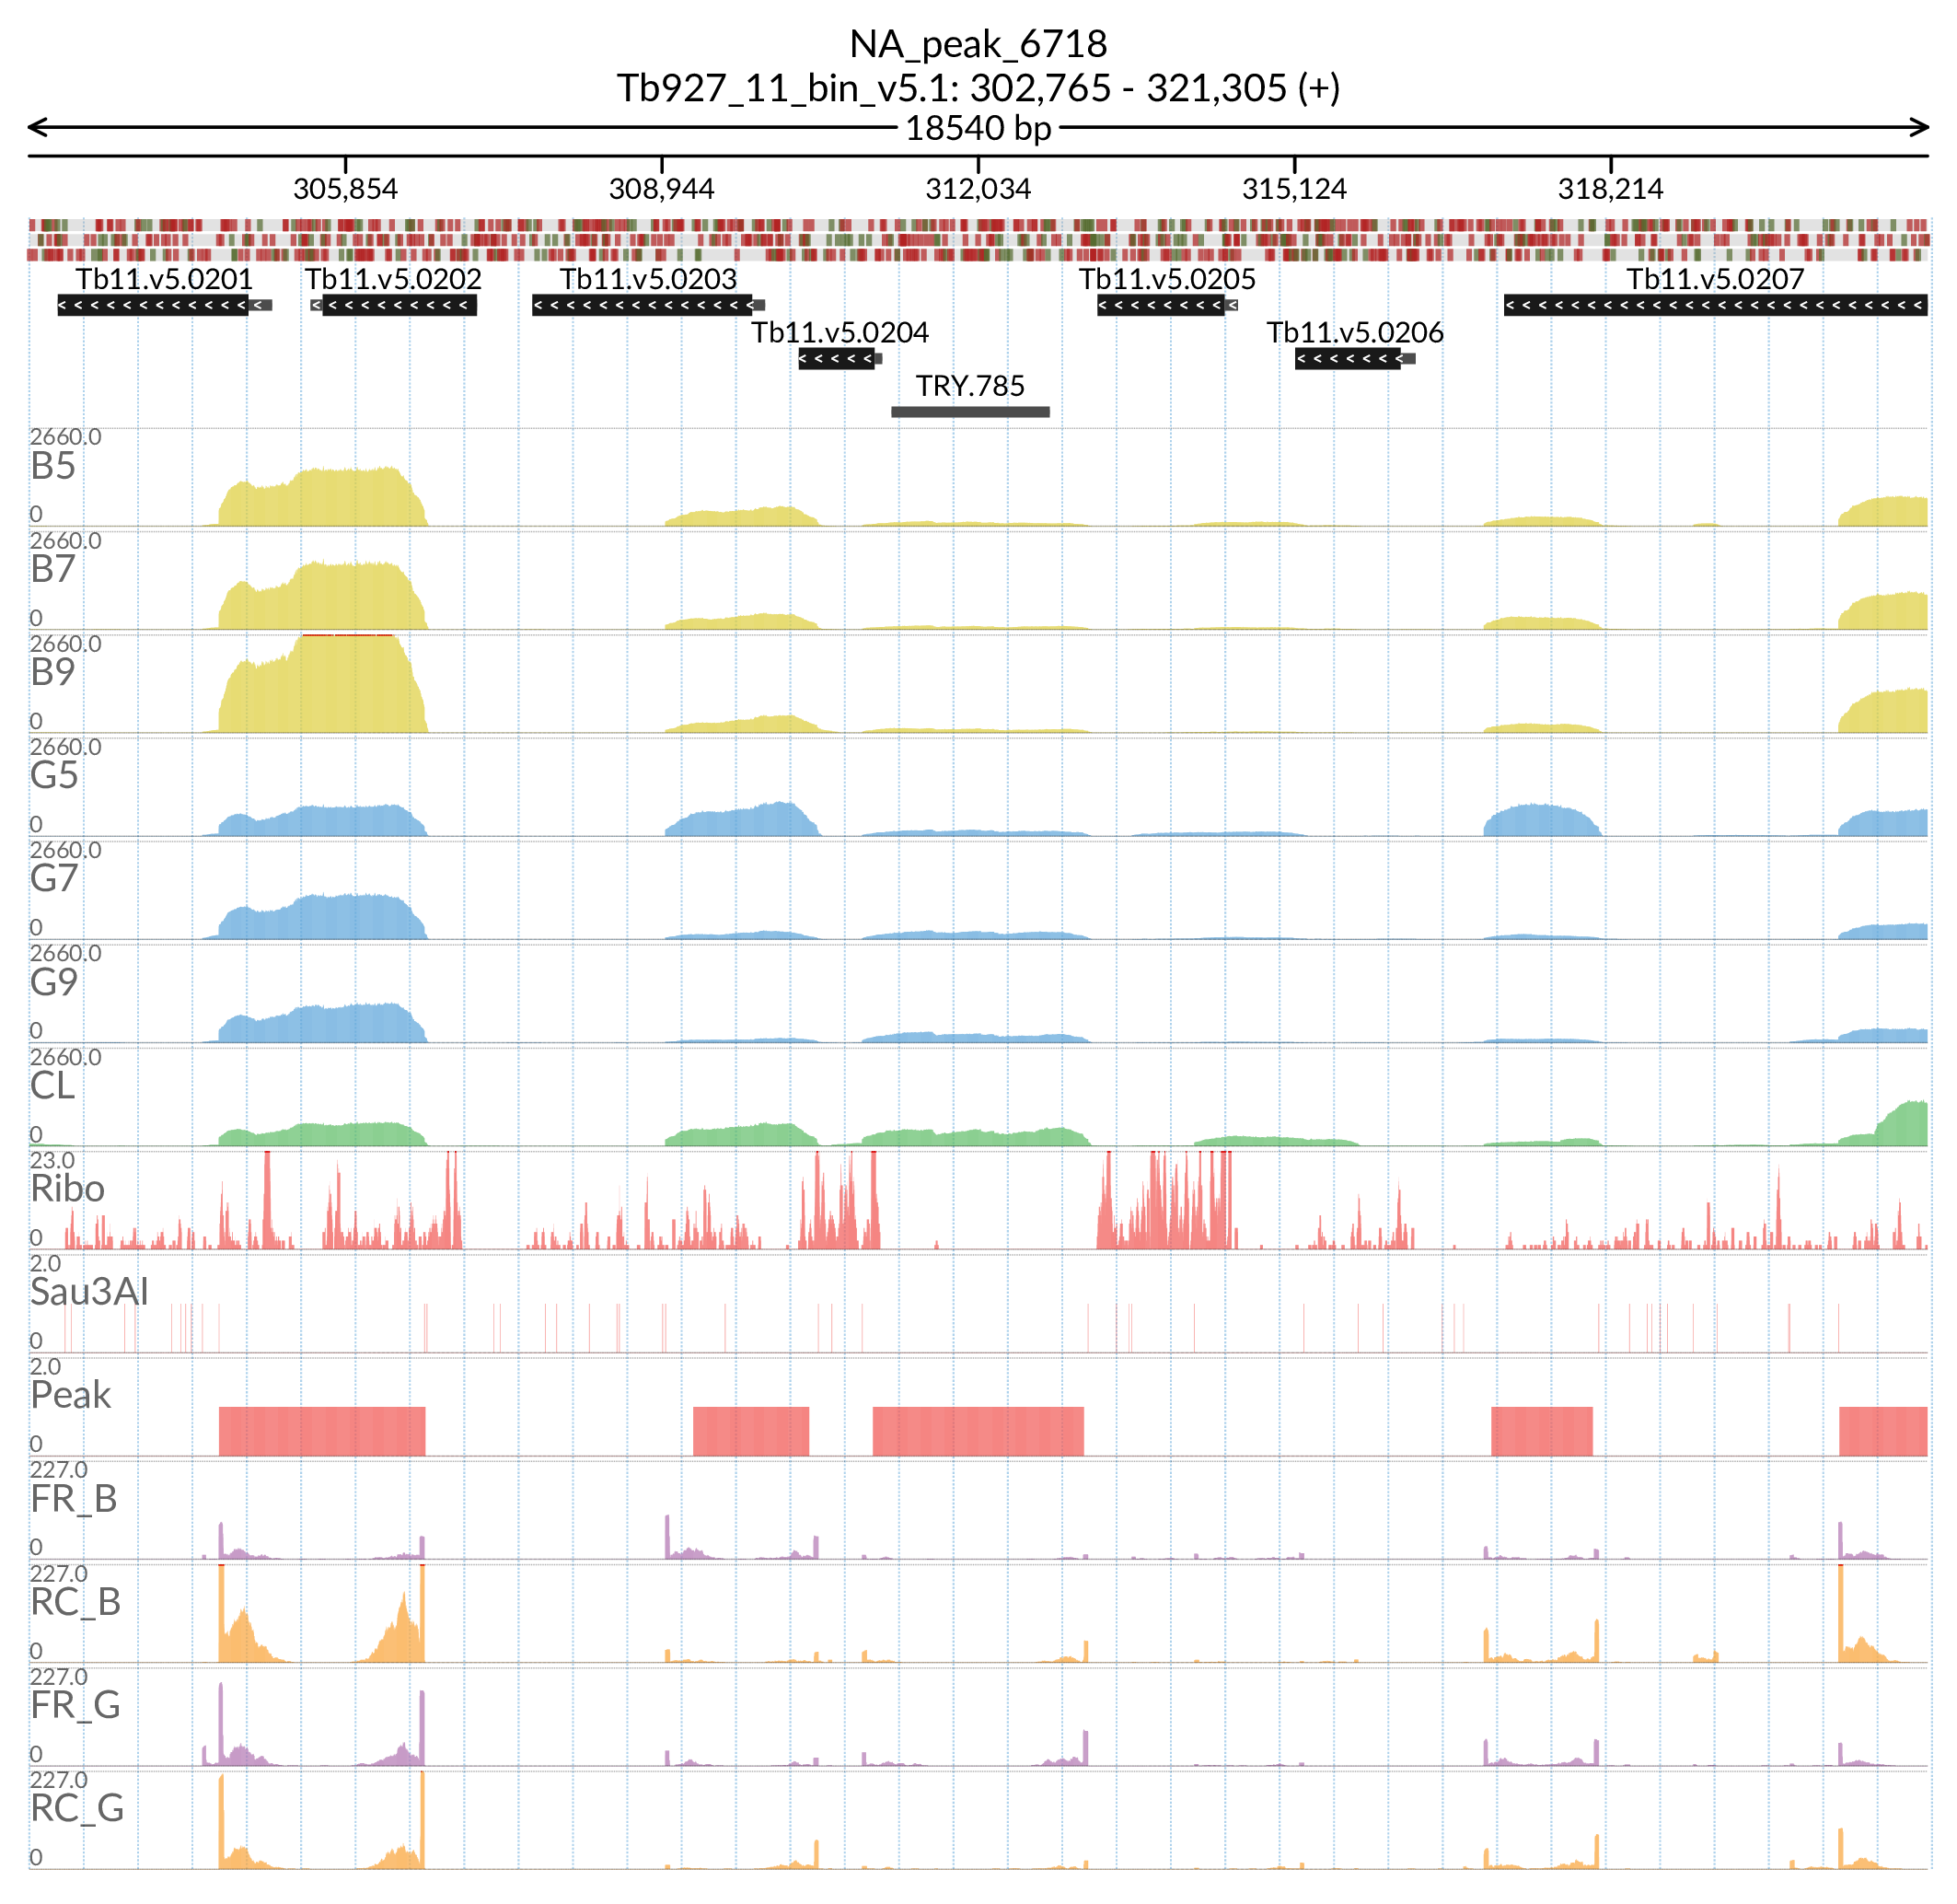 NA_peak_6718
Tb927_11_bin_v5.1: 302,765 - 321,305 (+)
18540 bp
305,854 308,944 312,034 315,124 318,214
Tb11.v5.0201 Tb11.v5.0202 Tb11.v5.0203 Tb11.v5.0205 Tb11.v5.0207
Tb11.v5.0204 Tb11.v5.0206
TRY.785
2660.0
B5
0
2660.0
B7
0
2660.0
B9
0
2660.0
G5
0
2660.0
G7
0
2660.0
G9
0
2660.0
CL
0
23.0
Ribo
0
2.0
Sau3AI
0
2.0
Peak
0
227.0
FR_B
0
227.0
RC_B
0
227.0
FR_G
0
227.0
RC_G
0